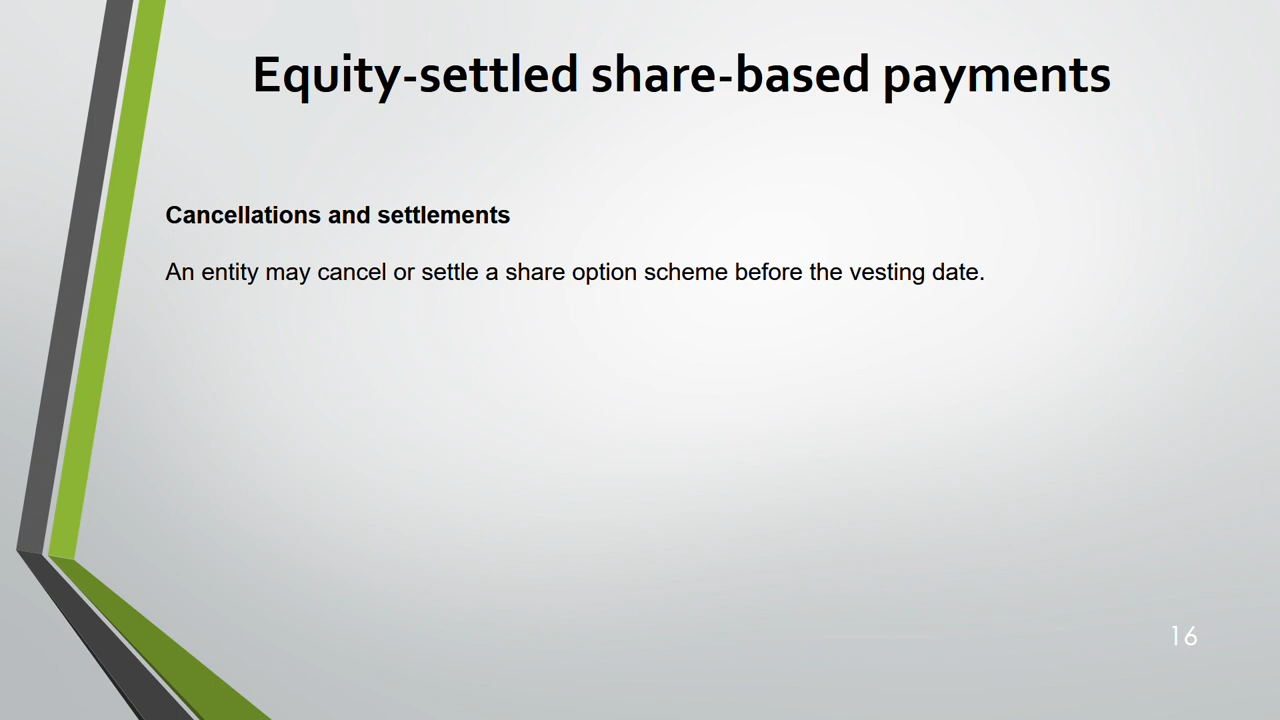 Equity-settled share-based payments
Cancellations and settlements
An entity may cancel or settle a share option scheme before the vesting date.
16